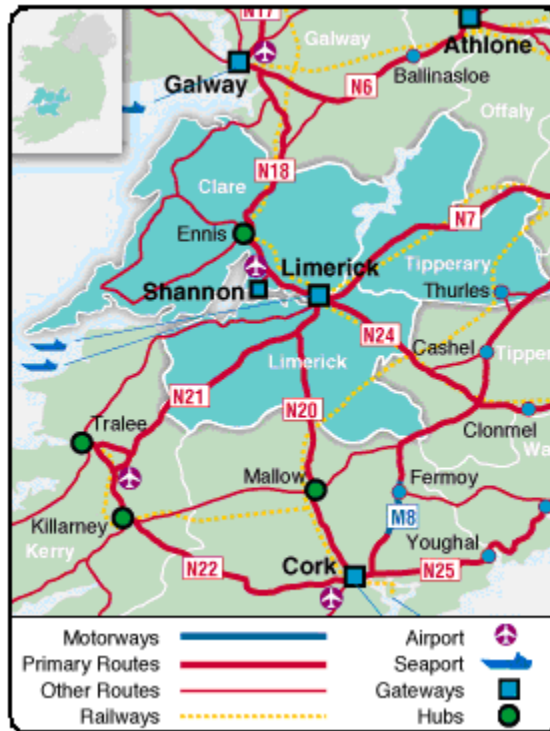 N17
Galway
Athlone
Galway
Ballinasloe
N6
Offaly
N18
Clare
N7
Ennis
Limerick
Tipperary
Shannon
Thurles
N24
Limerick
Cashel
Tipper
N21
N20
Tralee
Clonmel
Wa
Mallow
Fermoy
Killarney
M8
Kerry
Youghal
N22
Cork
N25
Motorways
Airport
Primary Routes
Seaport
Other Routes
Gateways
Railways
Hubs